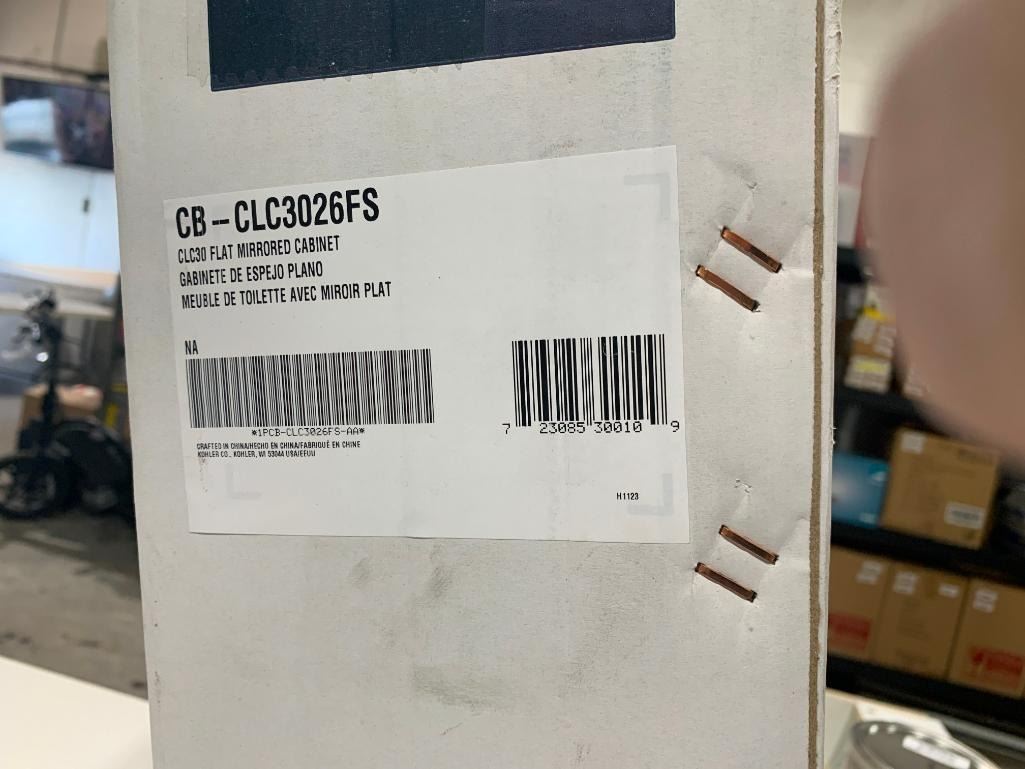 CB-CLC3026FS
CLC30 FLAT MIRRORED CABINET
GABINETE DE ESPEJO PLANO
MEUBLE DE TOILETTE AVEC MIROIR PLAT
NA
*1PCB-CLC3026FS-AA*
7 23085 30010 9
CRAFTED IN CHINA/HECHO EN CHINA/FABRIQUÉ EN CHINE
KOHLER CO., KOHLER, WI 53044 USA/EEUU
H1123